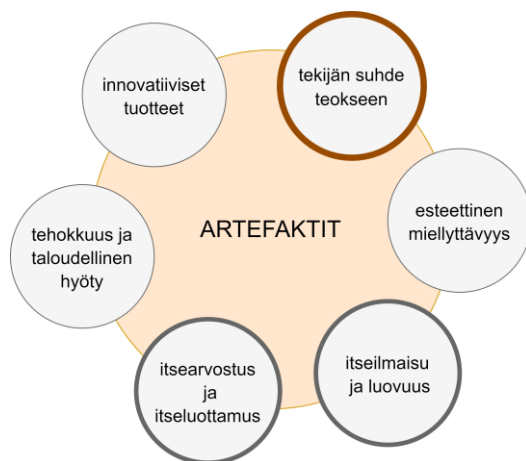 innovatiiviset
tuotteet
tekijän suhde
teokseen
tehokkuus ja
taloudellinen
hyöty
ARTEFAKTIT
esteettinen
miellyttävyys
itsearvostus
ja
itseluottamus
itseilmaisu
ja luovuus